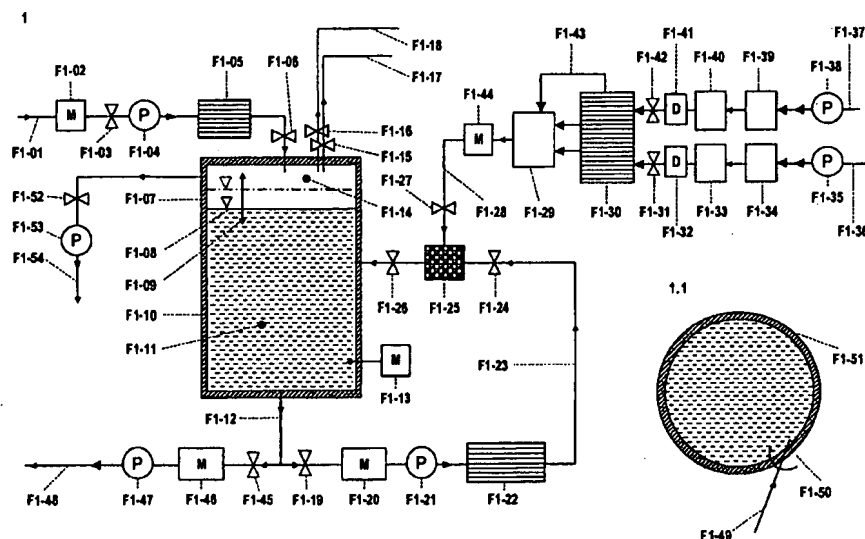 1
F1-18
F1-17
F1-02
F1-05
F1-06
M
P
F1-01
F1-03
F1-04
F1-16
F1-15
F1-43
F1-42
F1-41
F1-40
F1-39
F1-37
F1-38
F1-44
M
D
P
F1-52
F1-07
F1-14
F1-27
F1-28
F1-29
F1-30
F1-31
D
F1-32
F1-33
F1-34
P
F1-35
F1-36
F1-53
P
F1-08
F1-54
F1-09
F1-10
F1-11
F1-26
F1-25
F1-24
1.1
F1-51
M
F1-13
F1-23
F1-12
P
M
M
P
F1-48
F1-47
F1-46
F1-45
F1-19
F1-20
F1-21
F1-22
F1-50
F1-49